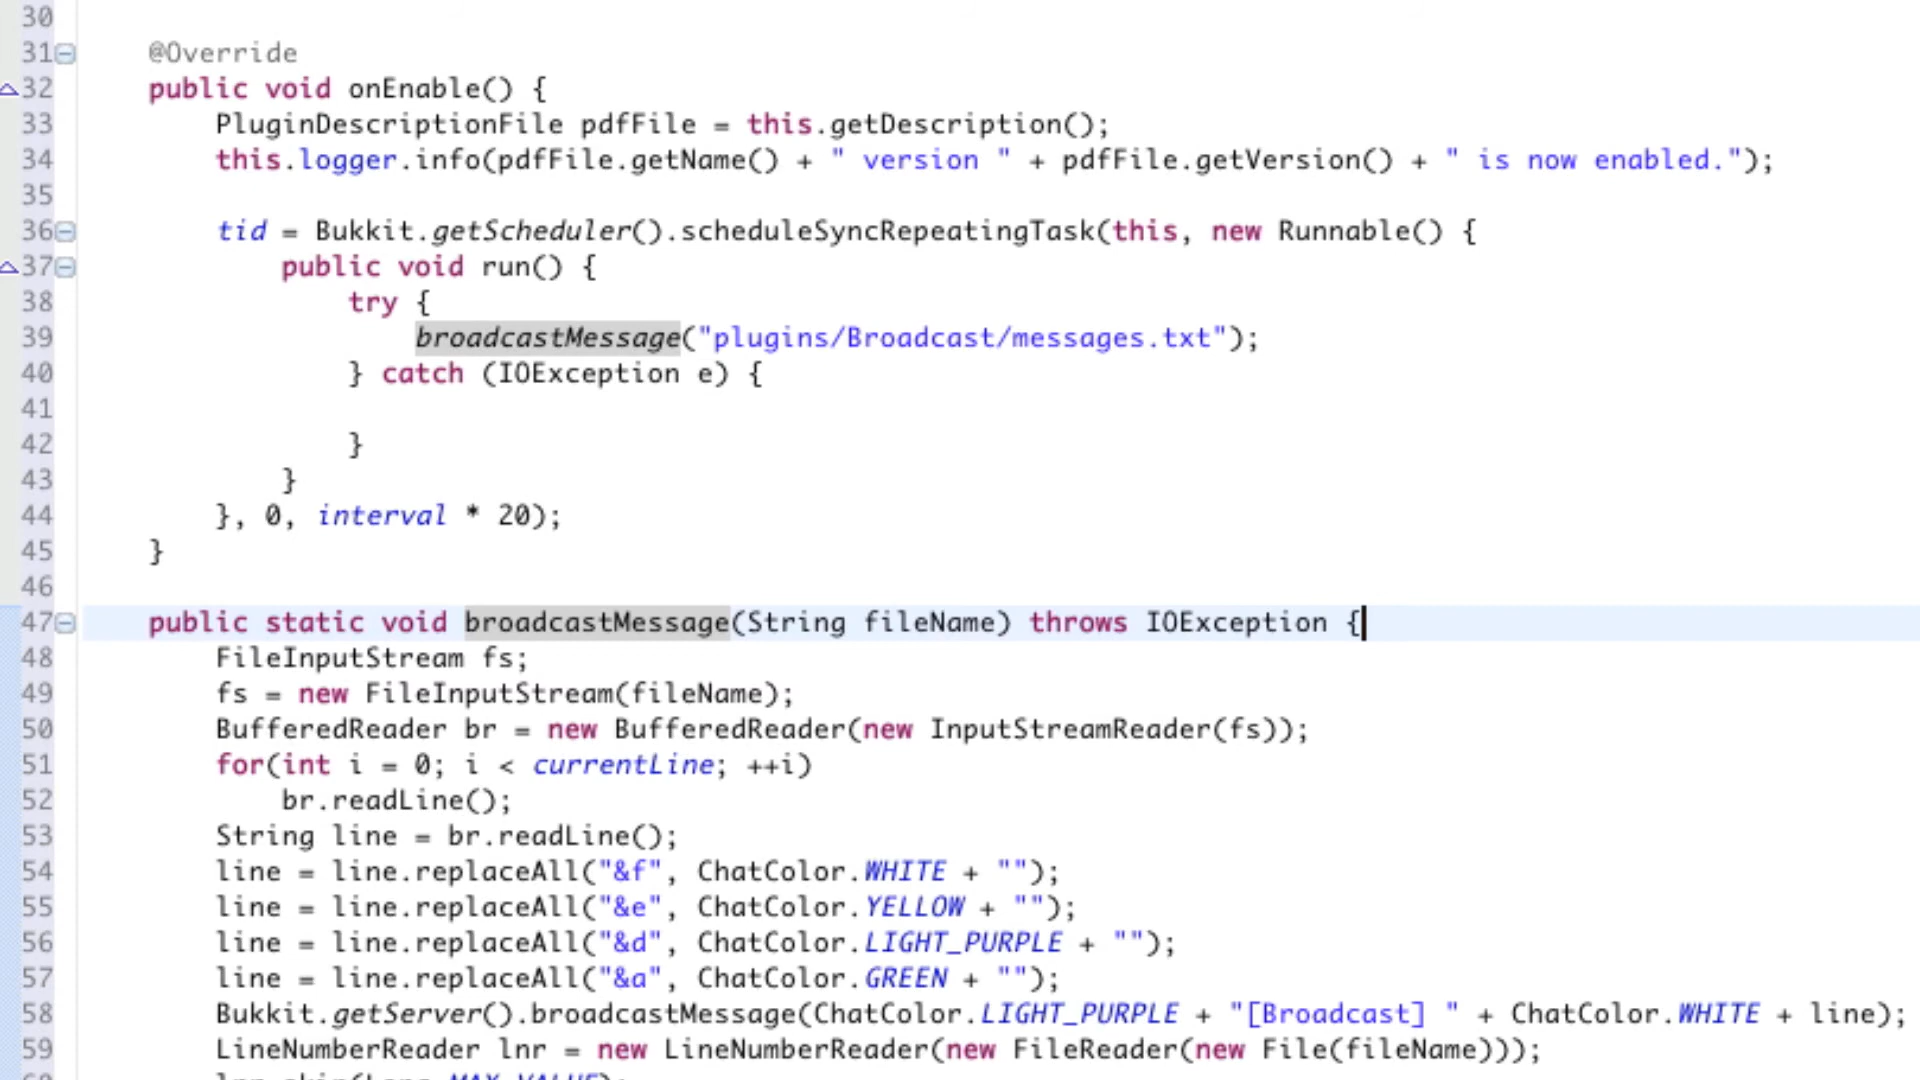 30
31 @Override
32 public void onEnable() {
33 PluginDescriptionFile pdfFile = this.getDescription();
34 this.logger.info(pdfFile.getName() + " version " + pdfFile.getVersion() + " is now enabled.");
35
36 tid = Bukkit.getScheduler().scheduleSyncRepeatingTask(this, new Runnable() {
37 public void run() {
38 try {
39 broadcastMessage("plugins/Broadcast/messages.txt");
40 } catch (IOException e) {
41
42 }
43 }
44 }, 0, interval * 20);
45 }
46
47 public static void broadcastMessage(String fileName) throws IOException {
48 FileInputStream fs;
49 fs = new FileInputStream(fileName);
50 BufferedReader br = new BufferedReader(new InputStreamReader(fs));
51 for(int i = 0; i < currentLine; ++i)
52 br.readLine();
53 String line = br.readLine();
54 line = line.replaceAll("&f", ChatColor.WHITE + "");
55 line = line.replaceAll("&e", ChatColor.YELLOW + "");
56 line = line.replaceAll("&d", ChatColor.LIGHT_PURPLE + "");
57 line = line.replaceAll("&a", ChatColor.GREEN + "");
58 Bukkit.getServer().broadcastMessage(ChatColor.LIGHT_PURPLE + "[Broadcast] " + ChatColor.WHITE + line);
59 LineNumberReader lnr = new LineNumberReader(new FileReader(new File(fileName)));